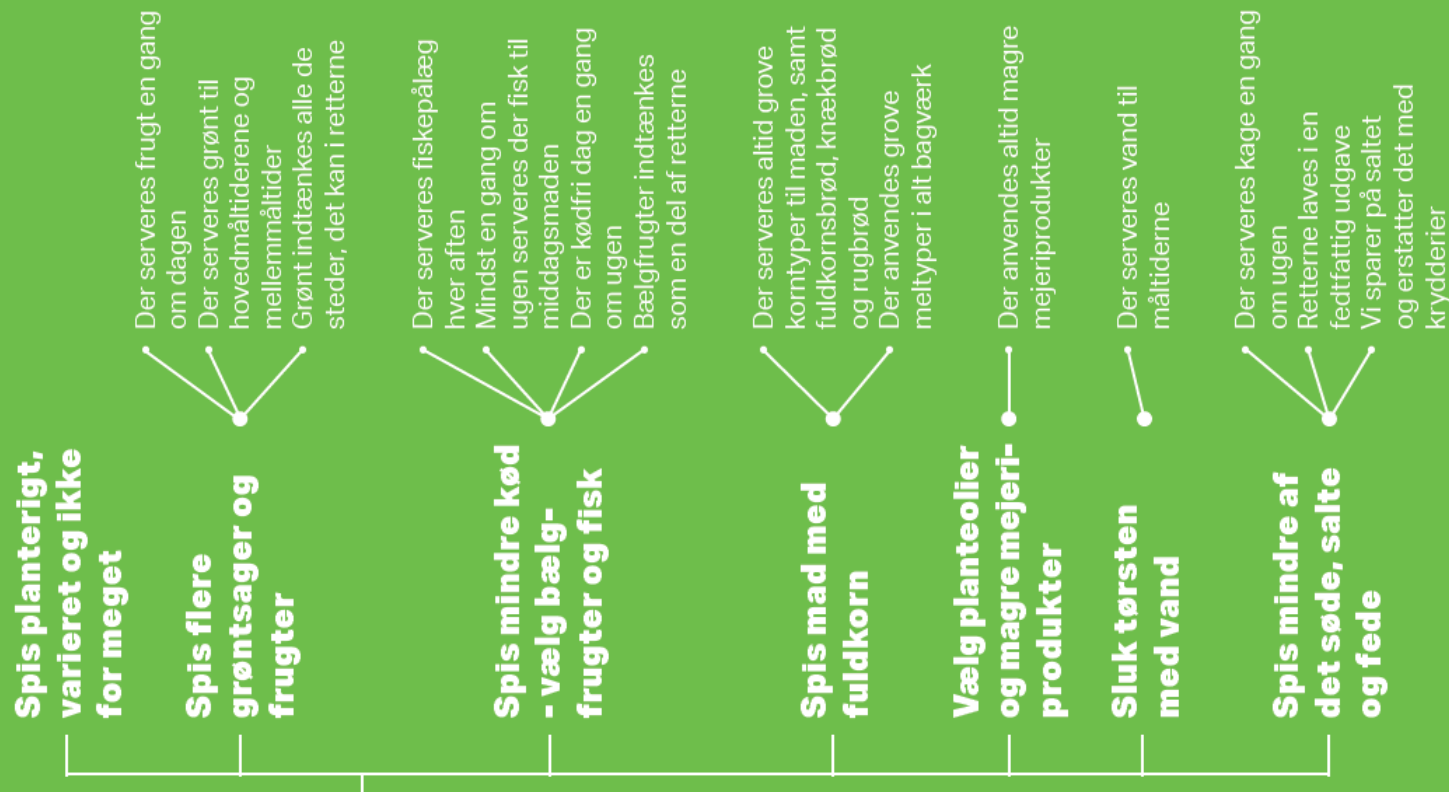 Spis planterigt,
varieret og ikke
for meget
Spis flere
grøntsager og
frugter
Der serveres frugt en gang
om dagen
Der serveres grønt til
hovedmåltiderene og
mellemmåltider
Grønt indtænkes alle de
steder, det kan i retterne
Spis mindre kød
- vælg bælg-
frugter og fisk
Der serveres fiskepålæg
hver aften
Mindst en gang om
ugen serveres der fisk til
middagsmaden
Der er kødfri dag en gang
om ugen
Bælgfrugter indtænkes
som en del af retterne
Spis mad med
fuldkorn
Der serveres altid grove
korntyper til maden, samt
fuldkornsbrød, knækbrød
og rugbrød
Der anvendes grove
meltyper i alt bagværk
Vælg planteolier
og magre mejeri-
produkter
Der anvendes altid magre
mejeriprodukter
Sluk tørsten
med vand
Der serveres vand til
måltiderne
Spis mindre af
det søde, salte
og fede
Der serveres kage en gang
om ugen
Retterne laves i en
fedtfattig udgave
Vi sparer på saltet
og erstatter det med
krydderier